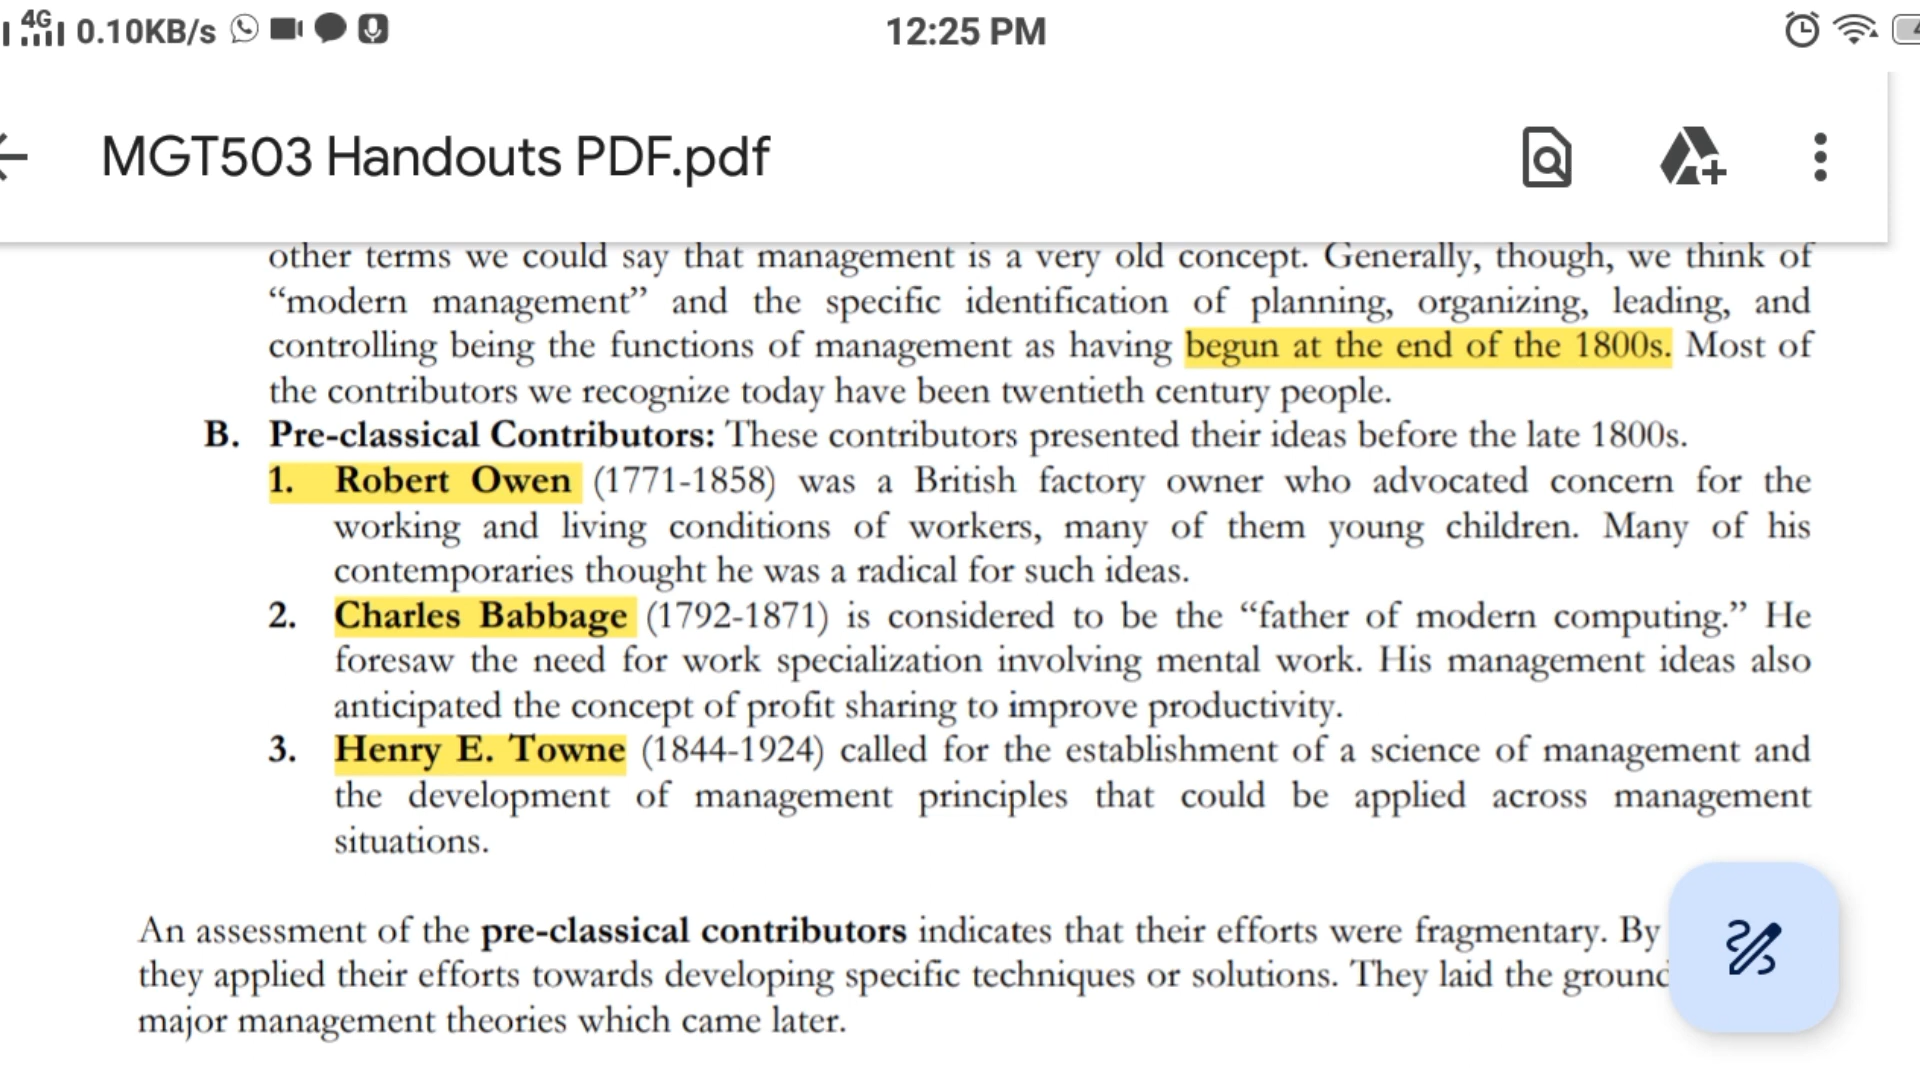 4G 0.10KB/s 12:25 PM
MGT503 Handouts PDF.pdf
other terms we could say that management is a very old concept. Generally, though, we think of
“modern management” and the specific identification of planning, organizing, leading, and
controlling being the functions of management as having begun at the end of the 1800s. Most of
the contributors we recognize today have been twentieth century people.
B. Pre-classical Contributors: These contributors presented their ideas before the late 1800s.
1. Robert Owen (1771-1858) was a British factory owner who advocated concern for the
working and living conditions of workers, many of them young children. Many of his
contemporaries thought he was a radical for such ideas.
2. Charles Babbage (1792-1871) is considered to be the “father of modern computing.” He
foresaw the need for work specialization involving mental work. His management ideas also
anticipated the concept of profit sharing to improve productivity.
3. Henry E. Towne (1844-1924) called for the establishment of a science of management and
the development of management principles that could be applied across management
situations.
An assessment of the pre-classical contributors indicates that their efforts were fragmentary. By
they applied their efforts towards developing specific techniques or solutions. They laid the ground
major management theories which came later.